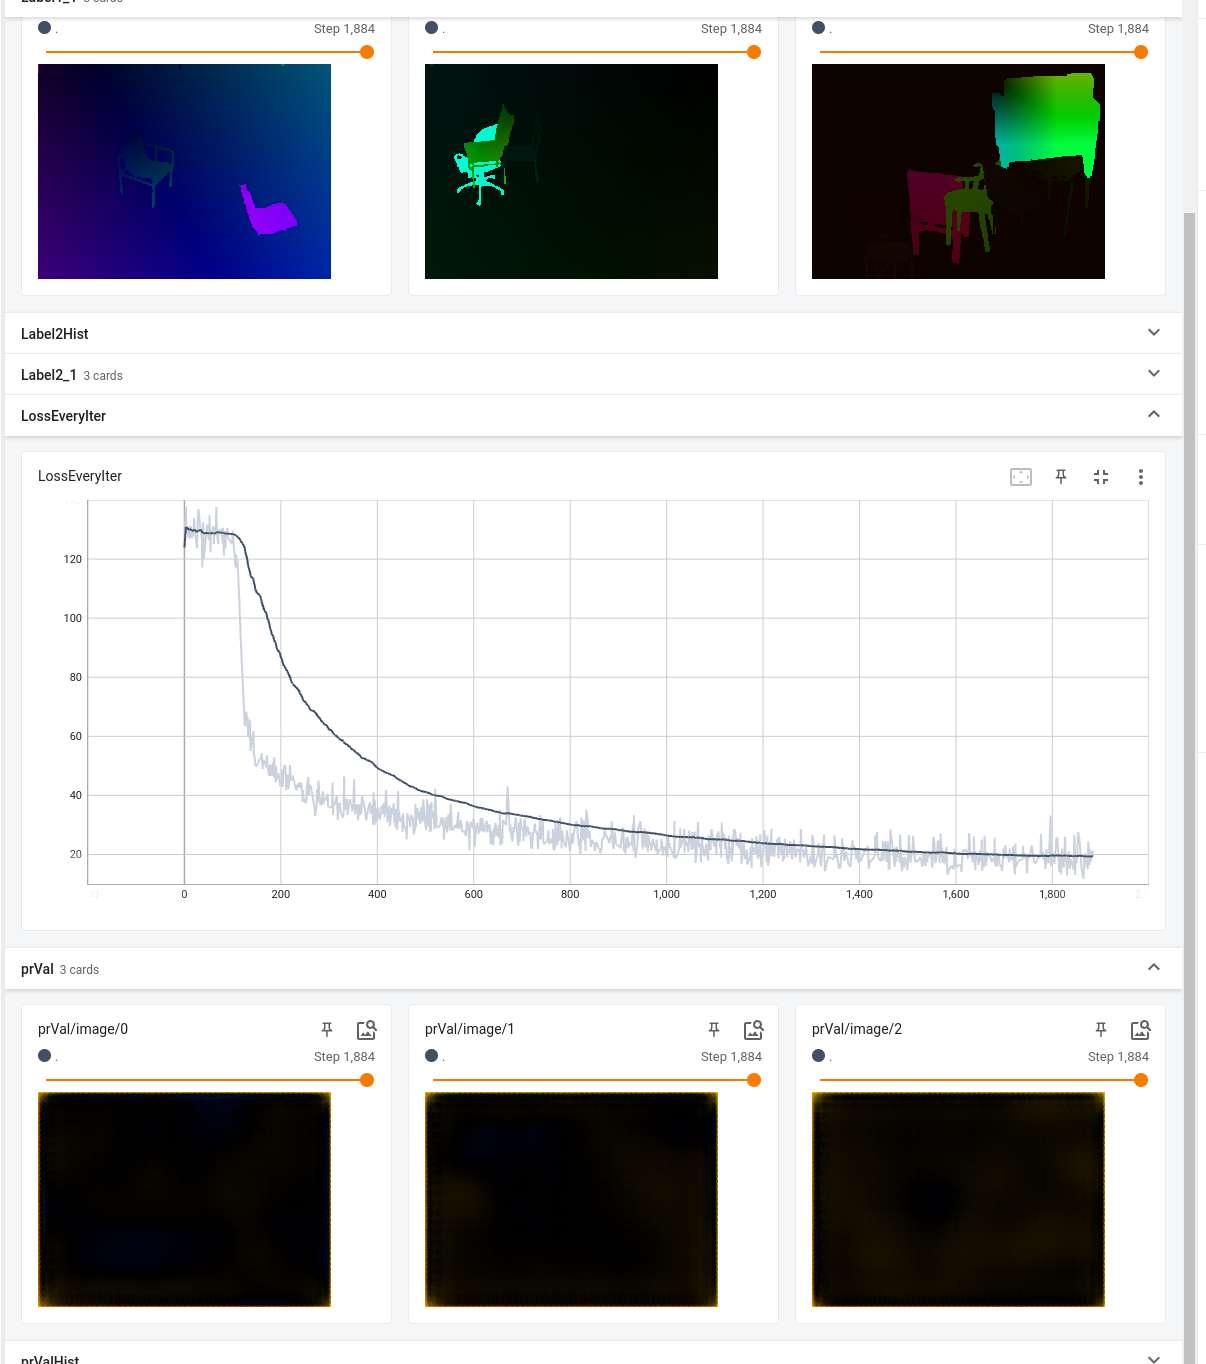 Label1_1 3 cards
. Step 1,884
. Step 1,884
. Step 1,884
Label2Hist
Label2_1 3 cards
LossEveryIter
LossEveryIter
120
100
80
60
40
20
0 200 400 600 800 1,000 1,200 1,400 1,600 1,800
prVal 3 cards
prVal/image/0
. Step 1,884
prVal/image/1
. Step 1,884
prVal/image/2
. Step 1,884
prValHist